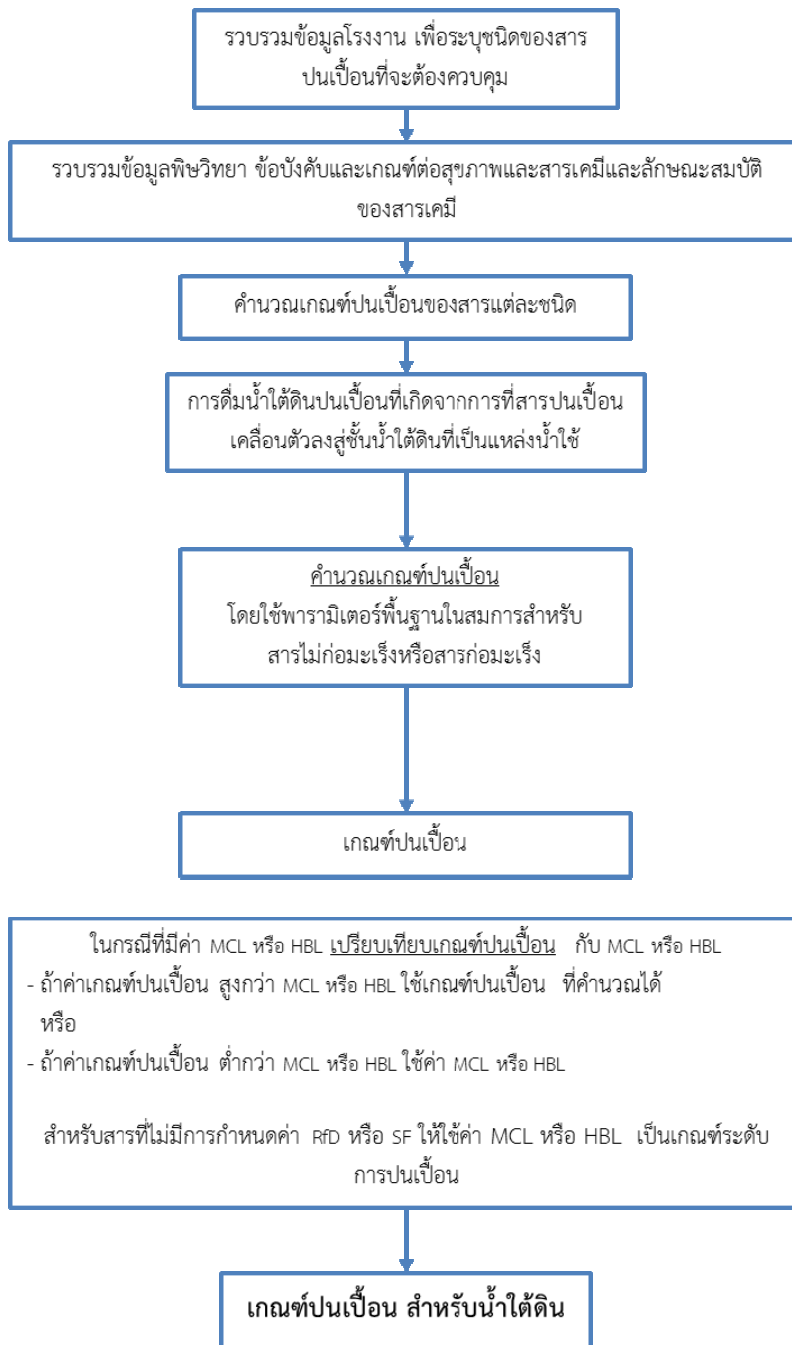 รวบรวมข้อมูลโรงงาน เพื่อระบุชนิดของสาร
ปนเปื้อนที่จะต้องควบคุม
รวบรวมข้อมูลพิษวิทยา ข้อบังคับและเกณฑ์ต่อสุขภาพและสารเคมีและลักษณะสมบัติ
ของสารเคมี
คำนวณเกณฑ์ปนเปื้อนของสารแต่ละชนิด
การดื่มน้ำใต้ดินปนเปื้อนที่เกิดจากการที่สารปนเปื้อน
เคลื่อนตัวลงสู่ชั้นน้ำใต้ดินที่เป็นแหล่งน้ำใช้
คำนวณเกณฑ์ปนเปื้อน
โดยใช้พารามิเตอร์พื้นฐานในสมการสำหรับ
สารไม่ก่อมะเร็งหรือสารก่อมะเร็ง
เกณฑ์ปนเปื้อน
ในกรณีที่มีค่า MCL หรือ HBL เปรียบเทียบเกณฑ์ปนเปื้อน กับ MCL หรือ HBL
- ถ้าค่าเกณฑ์ปนเปื้อน สูงกว่า MCL หรือ HBL ใช้เกณฑ์ปนเปื้อน ที่คำนวณได้
หรือ
- ถ้าค่าเกณฑ์ปนเปื้อน ต่ำกว่า MCL หรือ HBL ใช้ค่า MCL หรือ HBL
สำหรับสารที่ไม่มีการกำหนดค่า RfD หรือ SF ให้ใช้ค่า MCL หรือ HBL เป็นเกณฑ์ระดับ
การปนเปื้อน
เกณฑ์ปนเปื้อน สำหรับน้ำใต้ดิน